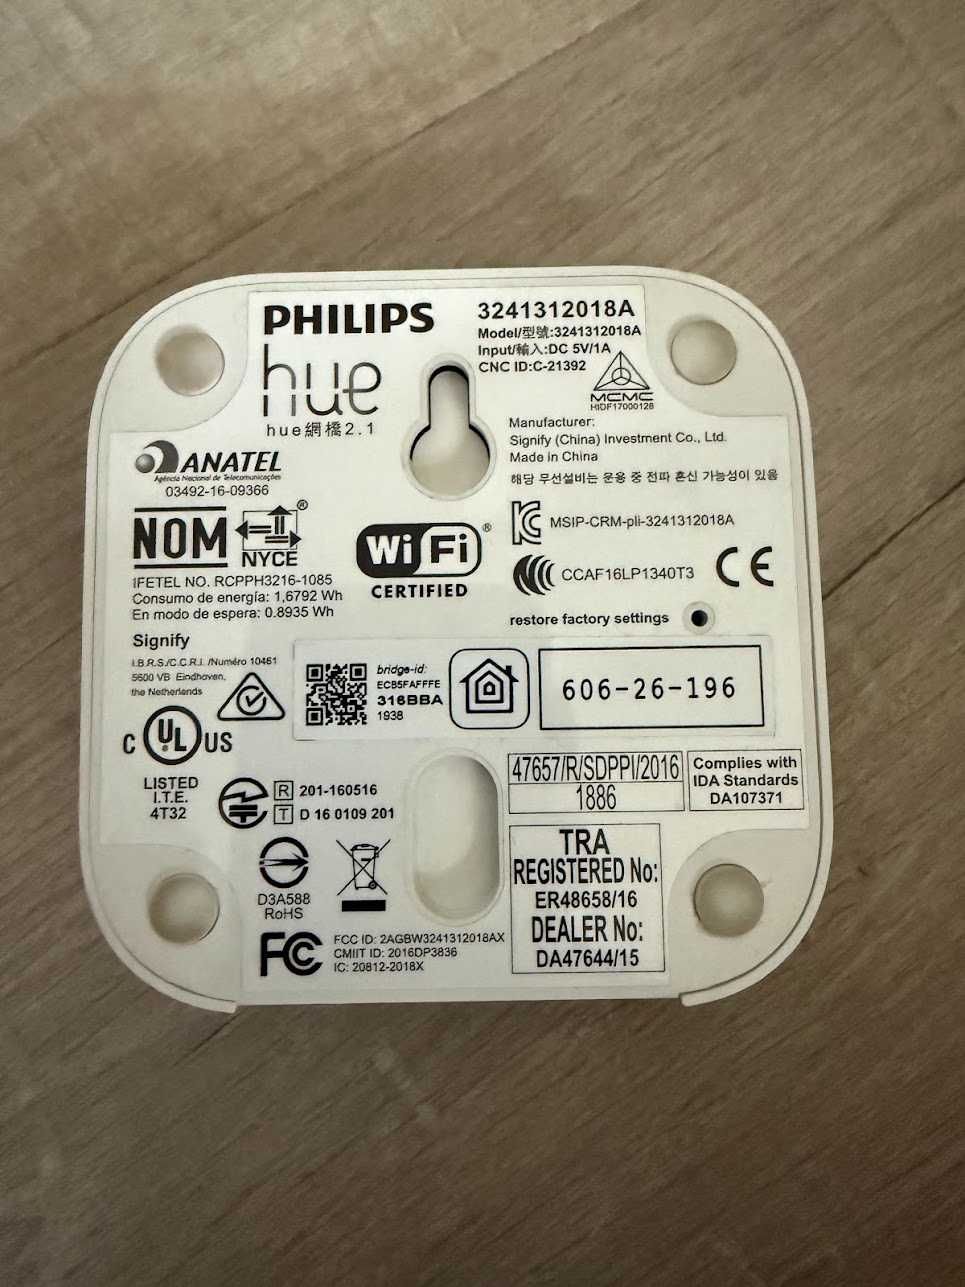 PHILIPS
hue
hue網橋2.1
3241312018A
Model/型號:3241312018A
Input/輸入:DC 5V/1A
CNC ID:C-21392
MCMC
HIDF17000128
Manufacturer:
Signify (China) Investment Co., Ltd.
Made in China
해당 무선설비는 운용 중 전파 혼신 가능성이 있음
ANATEL
Agência Nacional de Telecomunicações
03492-16-09366
NOM
NYCE
®
IFETEL NO. RCPPH3216-1085
Consumo de energía: 1,6792 Wh
En modo de espera: 0.8935 Wh
Wi Fi ®
CERTIFIED
MSIP-CRM-pli-3241312018A
CCAF16LP1340T3
CE
restore factory settings
Signify
I.B.R.S./C.C.R.I. /Numéro 10461
5600 VB Eindhoven,
the Netherlands
bridge-id:
ECB5FAFFFE
316BBA
1938
606-26-196
C UL US
LISTED
I.T.E.
4T32
R 201-160516
T D 16 0109 201
47657/R/SDPPI/2016
1886
Complies with
IDA Standards
DA107371
D3A588
RoHS
TRA
REGISTERED No:
ER48658/16
DEALER No:
DA47644/15
FC
FCC ID: 2AGBW3241312018AX
CMIIT ID: 2016DP3836
IC: 20812-2018X